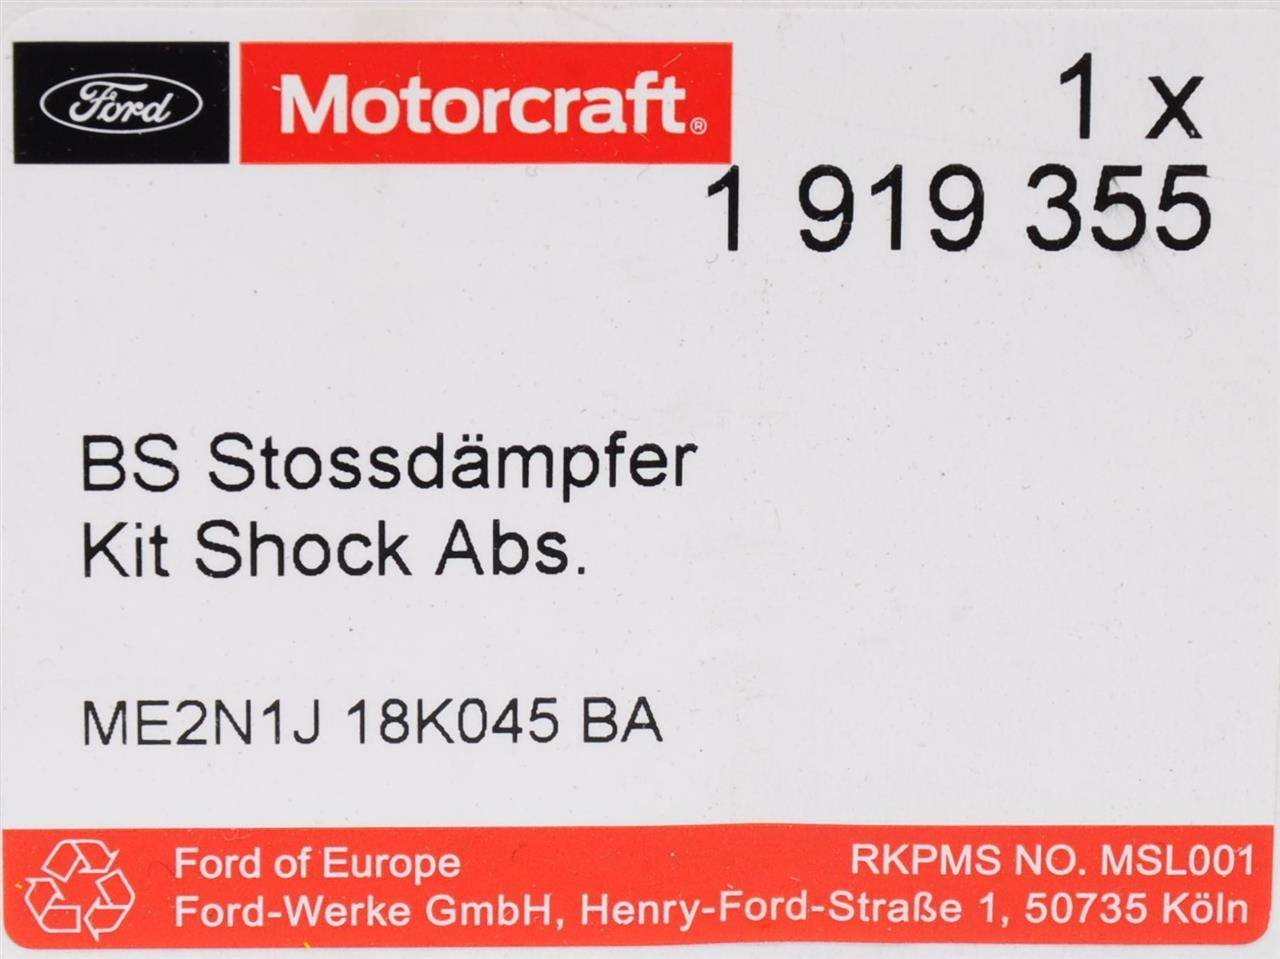 Ford Motorcraft® 1 x
1 919 355
BS Stossdämpfer
Kit Shock Abs.
ME2N1J 18K045 BA
Ford of Europe RKPMS NO. MSL001
Ford-Werke GmbH, Henry-Ford-Straße 1, 50735 Köln